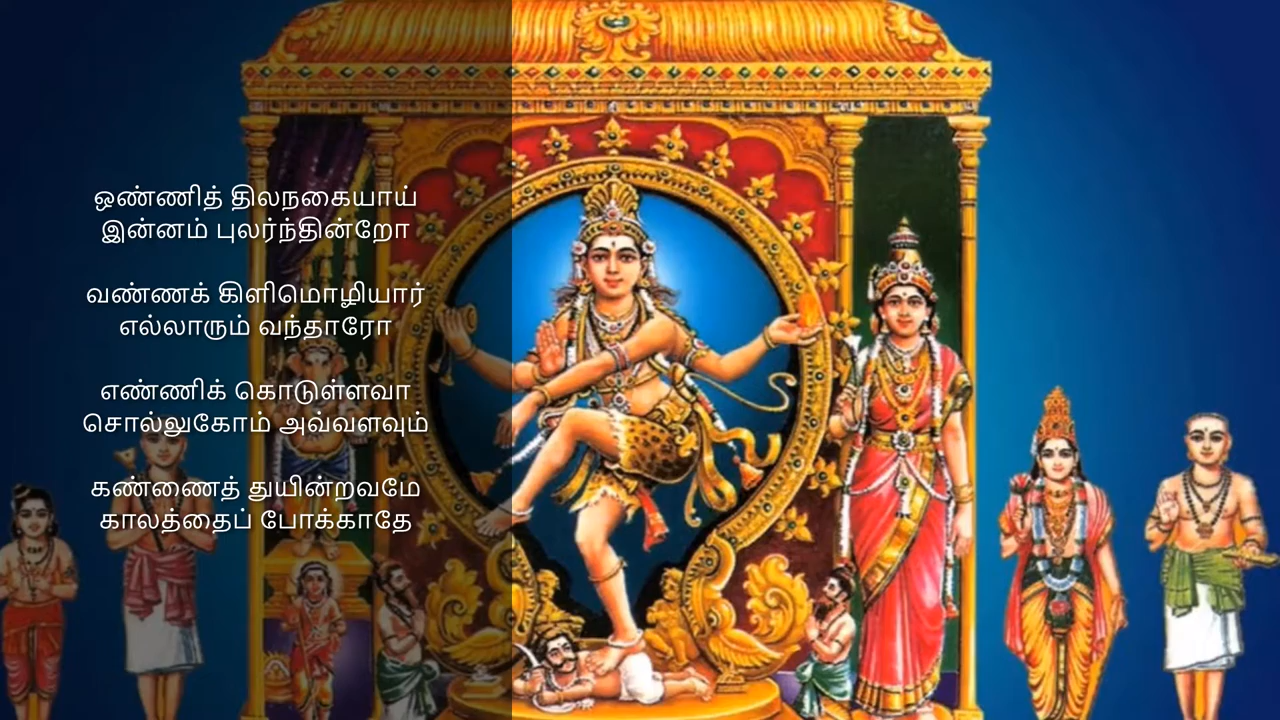 ஒண்ணித் திலநகையாய்
இன்னம் புலர்ந்தின்றோ
வண்ணக் கிளிமொழியார்
எல்லாரும் வந்தாரோ
எண்ணிக் கொடுள்ளவா
சொல்லுகோம் அவ்வளவும்
கண்ணைத் துயின்றவமே
காலத்தைப் போக்காதே